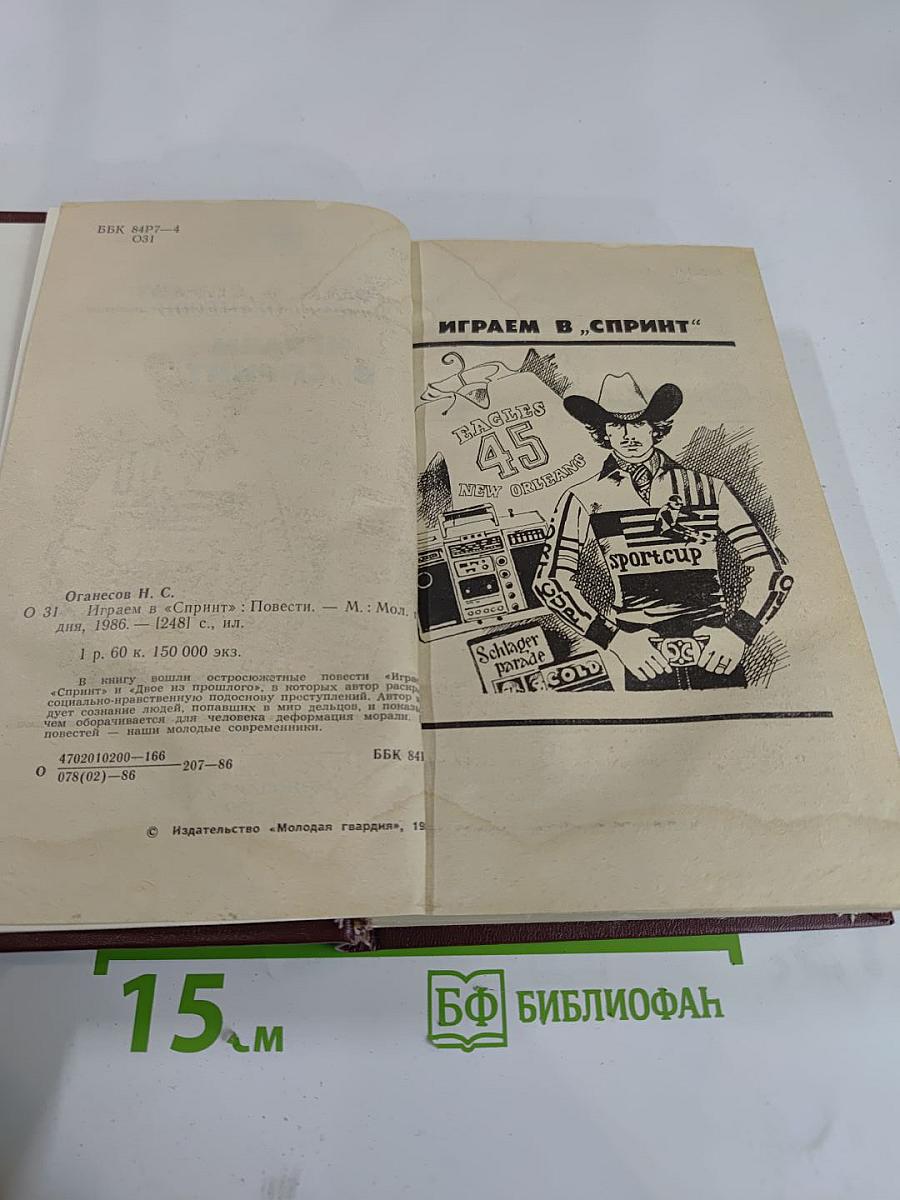 ББК 84Р7—4
О31
Оганесов Н. С.
О 31 Играем в «Спринт» : Повести. — М. : Мол.
дия, 1986. — [248] с., ил.
1 р. 60 к. 150 000 экз.
В книгу вошли остросюжетные повести «Играе
«Спринт» и «Двое из прошлого», в которых автор раскр
социально-нравственную подоснову преступлений. Автор
дует сознание людей, попавших в мир дельцов, и показы
чем оборачивается для человека деформация морали.
повестей — наши молодые современники.
О 4702010200—166
078(02)—86 —207—86
ББК 84
© Издательство «Молодая гвардия», 19
ИГРАЕМ В „СПРИНТ“
EAGLES
45
NEW ORLEANS
sportcup
CUP
Schlager
parade
GOLD
15 см
БФ БИБЛИОФАН